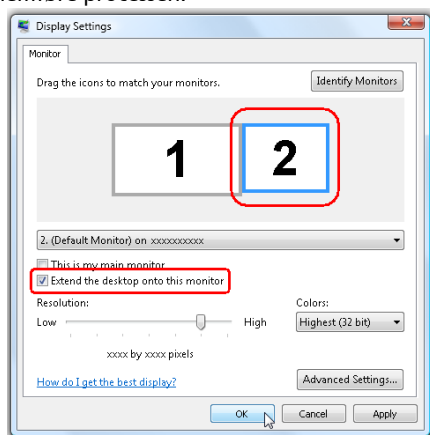 Display Settings
Monitor
Drag the icons to match your monitors.
Identify Monitors
1
2
2. (Default Monitor) on xxxxxxxxxx
This is my main monitor
Extend the desktop onto this monitor
Resolution:
Colors:
Low
High
Highest (32 bit)
xxxx by xxxx pixels
How do I get the best display?
Advanced Settings...
OK
Cancel
Apply